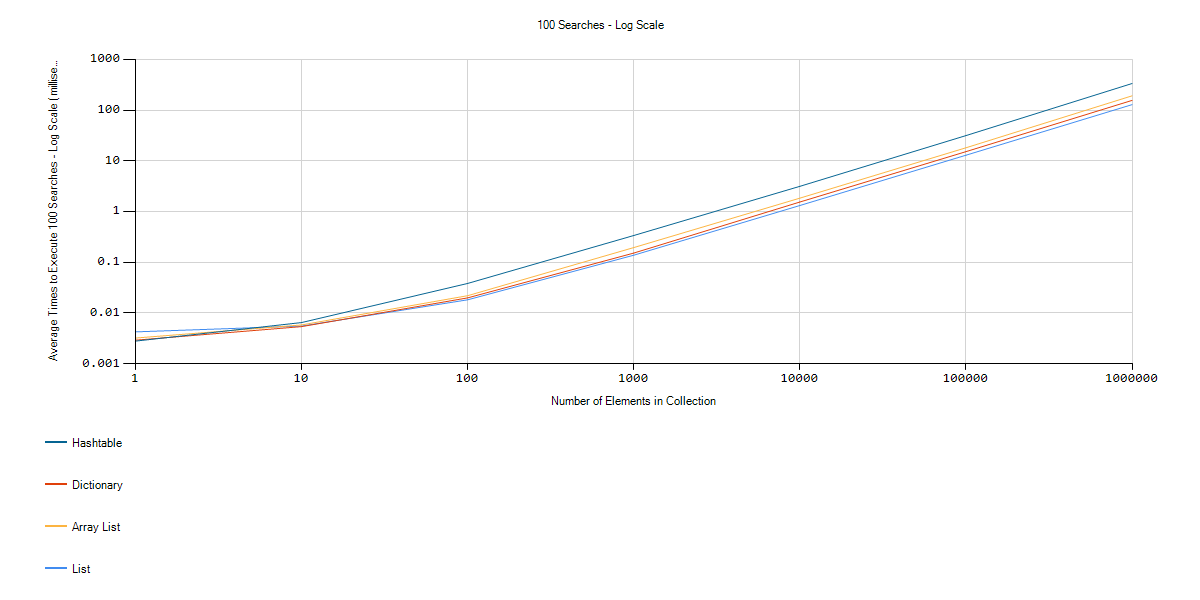 100 Searches - Log Scale
Average Times to Execute 100 Searches - Log Scale (millise...
1000
100
10
1
0.1
0.01
0.001
1 10 100 1000 10000 100000 1000000
Number of Elements in Collection
Hashtable
Dictionary
Array List
List